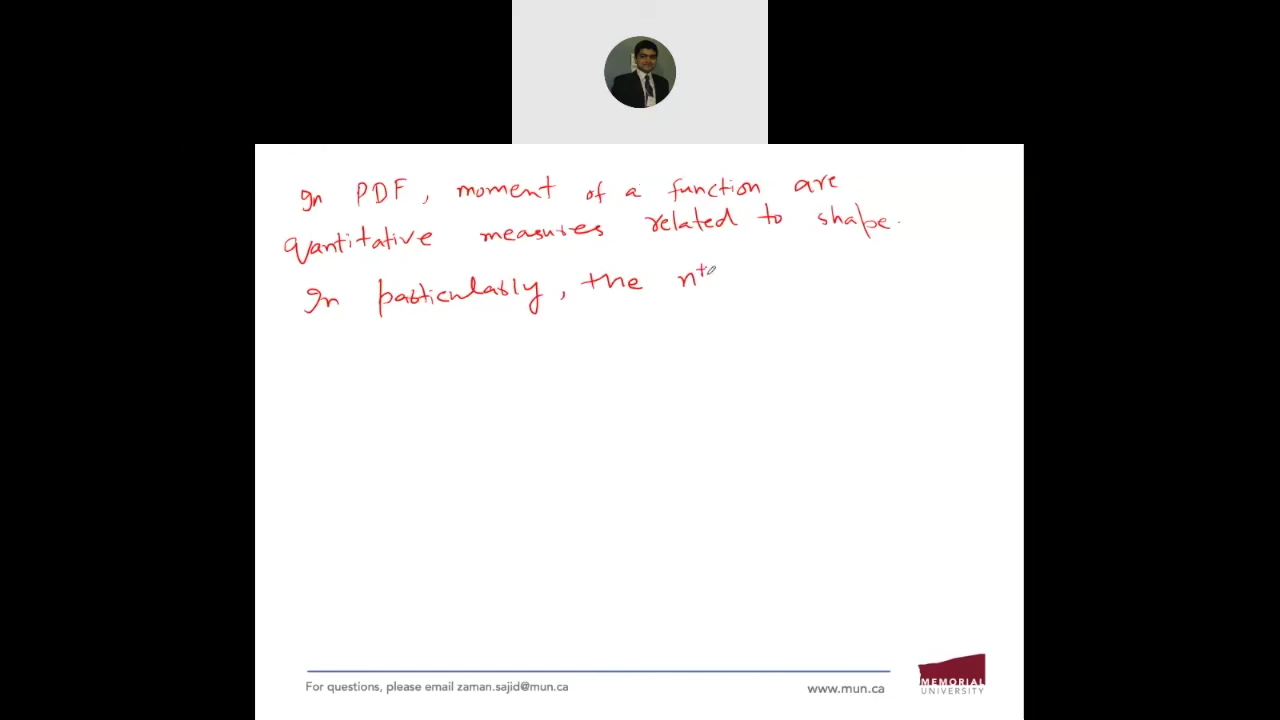 In PDF, moment of a function are
quantitative measures related to shape.
In particularly, the nt
For questions, please email zaman.sajid@mun.ca
www.mun.ca
MEMORIAL
UNIVERSITY